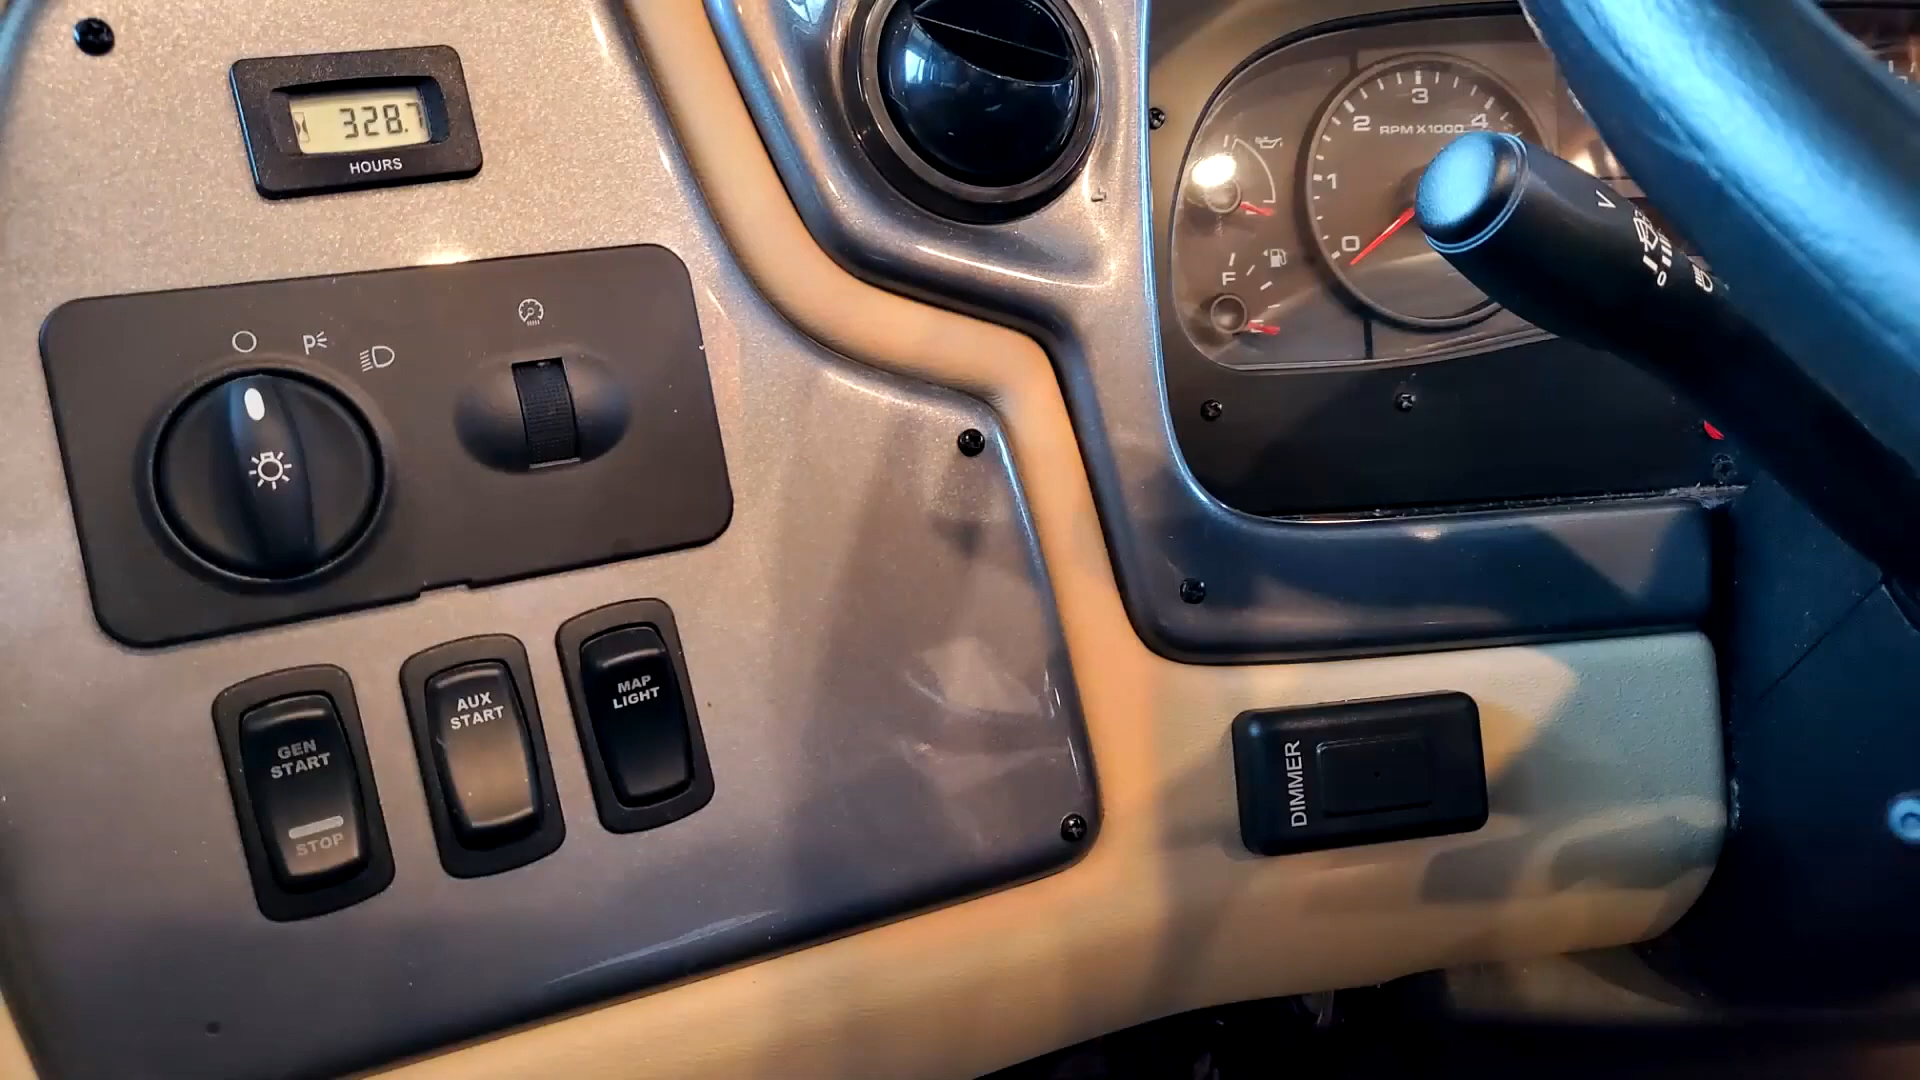 328.7
HOURS
P
GEN
START
STOP
AUX
START
MAP
LIGHT
DIMMER
0
1
2
3
4
RPM X1000
F